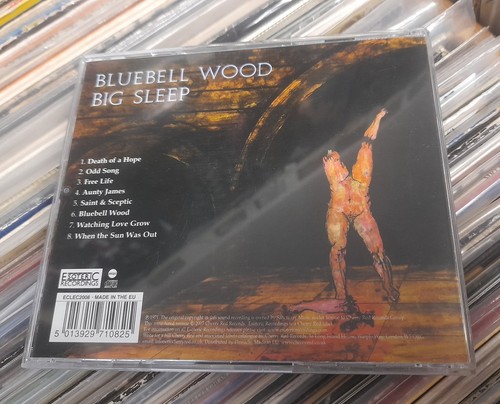 BLUEBELL WOOD
BIG SLEEP
1. Death of a Hope
2. Odd Song
3. Free Life
4. Aunty James
5. Saint & Sceptic
6. Bluebell Wood
7. Watching Love Grow
8. When the Sun Was Out
ESOTERIC
RECORDINGS
ECLEC2008 · MADE IN THE EU
5 013929 710825